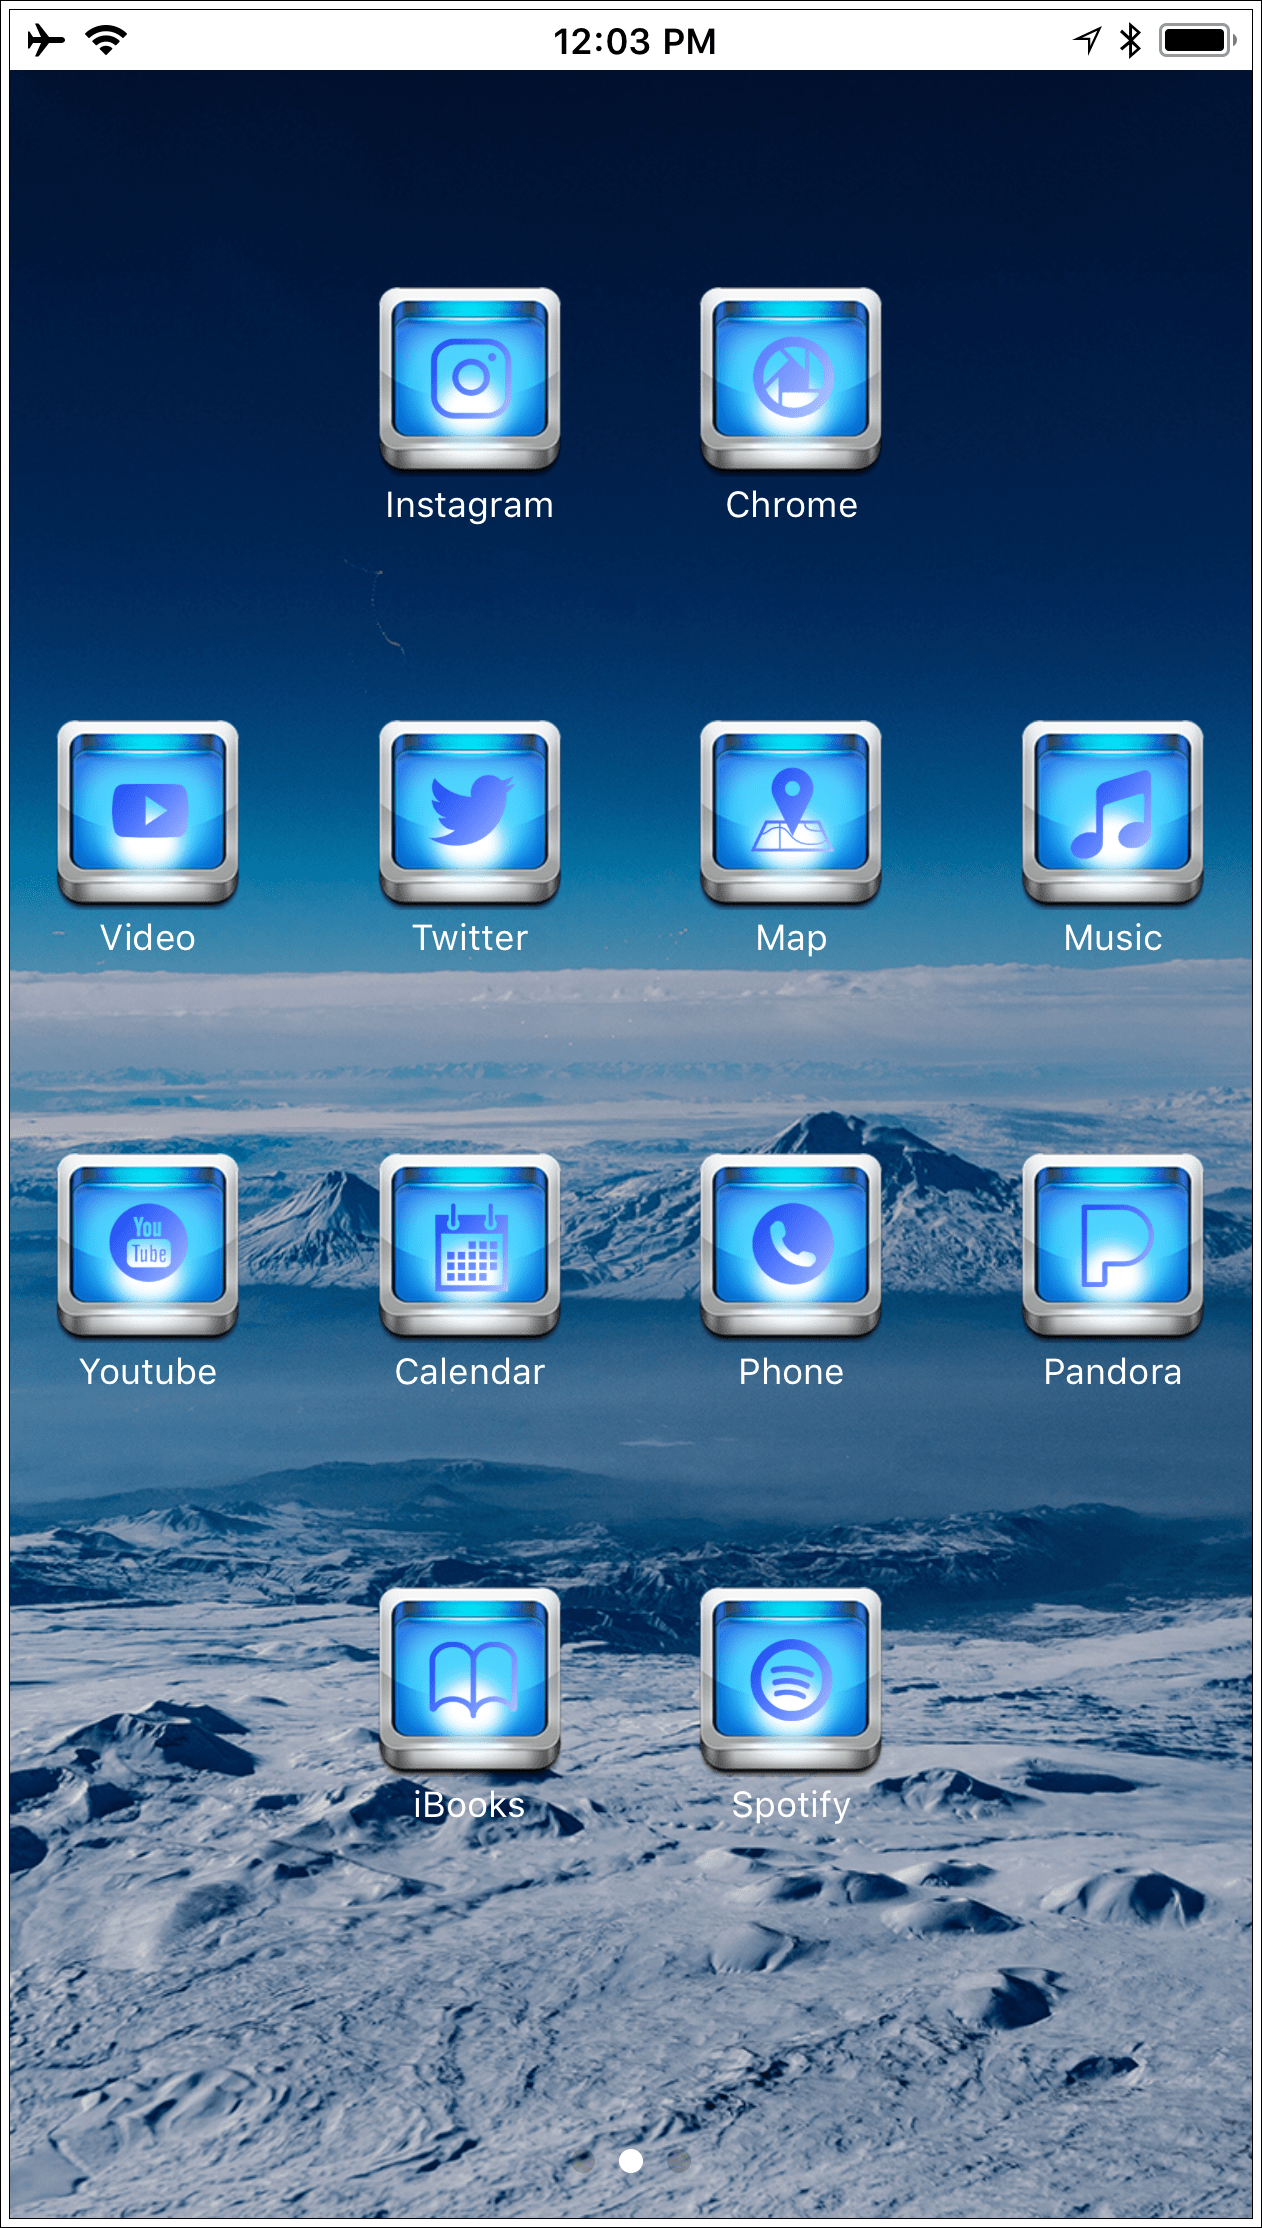 12:03 PM
Instagram
Chrome
Video
Twitter
Map
Music
You
Tube
Youtube
Calendar
Phone
Pandora
iBooks
Spotify